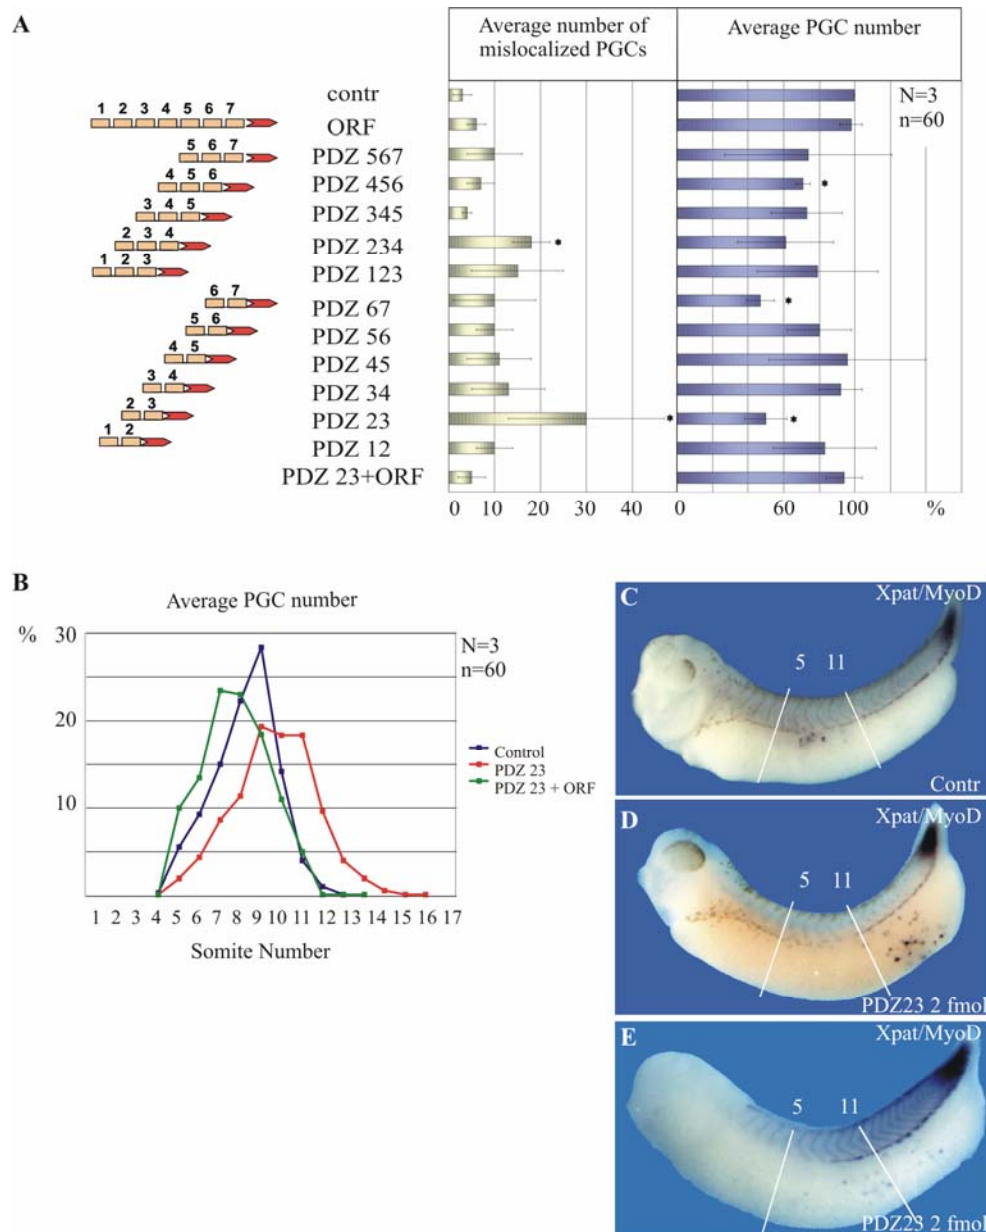 A
Average number of
mislocalized PGCs
Average PGC number
contr
N=3
n=60
1 2 3 4 5 6 7
ORF
5 6 7
PDZ 567
4 5 6
PDZ 456
*
3 4 5
PDZ 345
2 3 4
PDZ 234
*
1 2 3
PDZ 123
6 7
PDZ 67
*
5 6
PDZ 56
4 5
PDZ 45
3 4
PDZ 34
2 3
PDZ 23
* *
1 2
PDZ 12
PDZ 23+ORF
0 10 20 30 40
0 60 100 %
B
Average PGC number
%
30
20
10
N=3
n=60
Control
PDZ 23
PDZ 23 + ORF
1 2 3 4 5 6 7 8 9 10 11 12 13 14 15 16 17
Somite Number
C
Xpat/MyoD
5 11
Contr
D
Xpat/MyoD
5 11
PDZ23 2 fmol
E
Xpat/MyoD
5 11
PDZ23 2 fmol